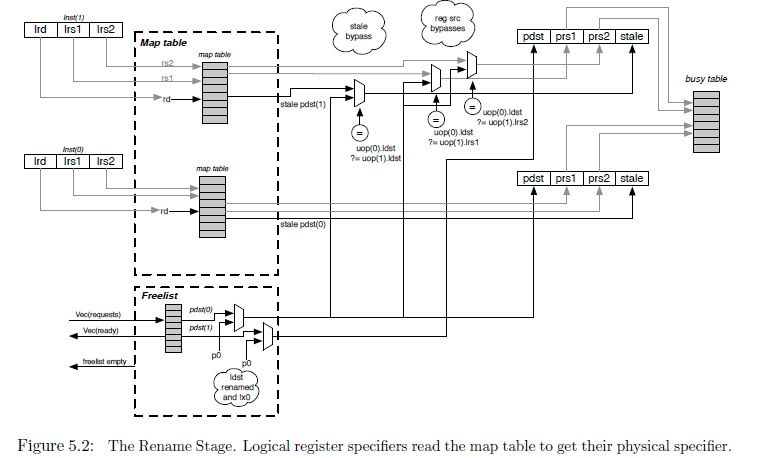 Inst(1)
lrd lrs1 lrs2
Map table
map table
rs2
rs1
rd
stale pdst(1)
stale
bypass
reg src
bypasses
=
uop(0).ldst
?= uop(1).ldst
=
uop(0).ldst
?= uop(1).lrs1
=
uop(0).ldst
?= uop(1).lrs2
pdst prs1 prs2 stale
busy table
Inst(0)
lrd lrs1 lrs2
map table
rd
stale pdst(0)
pdst prs1 prs2 stale
Freelist
Vec(requests)
Vec(ready)
freelist empty
pdst(0)
pdst(1)
p0
p0
ldst
renamed
and !x0
Figure 5.2: The Rename Stage. Logical register specifiers read the map table to get their physical specifier.